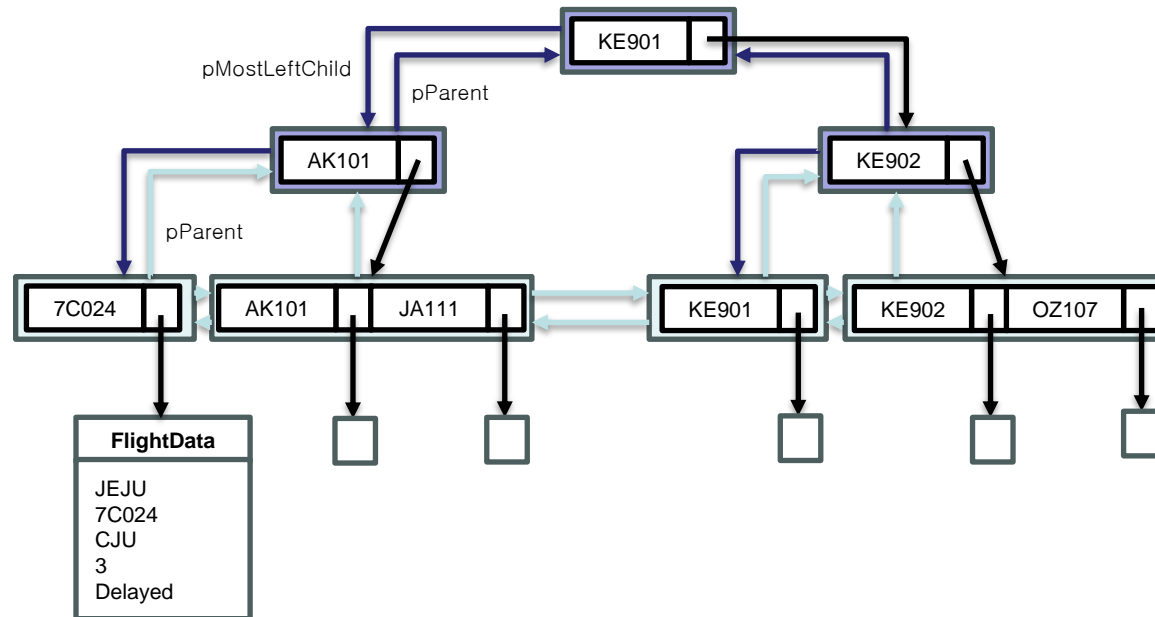 KE901
pMostLeftChild
pParent
AK101
KE902
pParent
7C024
AK101
JA111
KE901
KE902
OZ107
FlightData
JEJU
7C024
CJU
3
Delayed